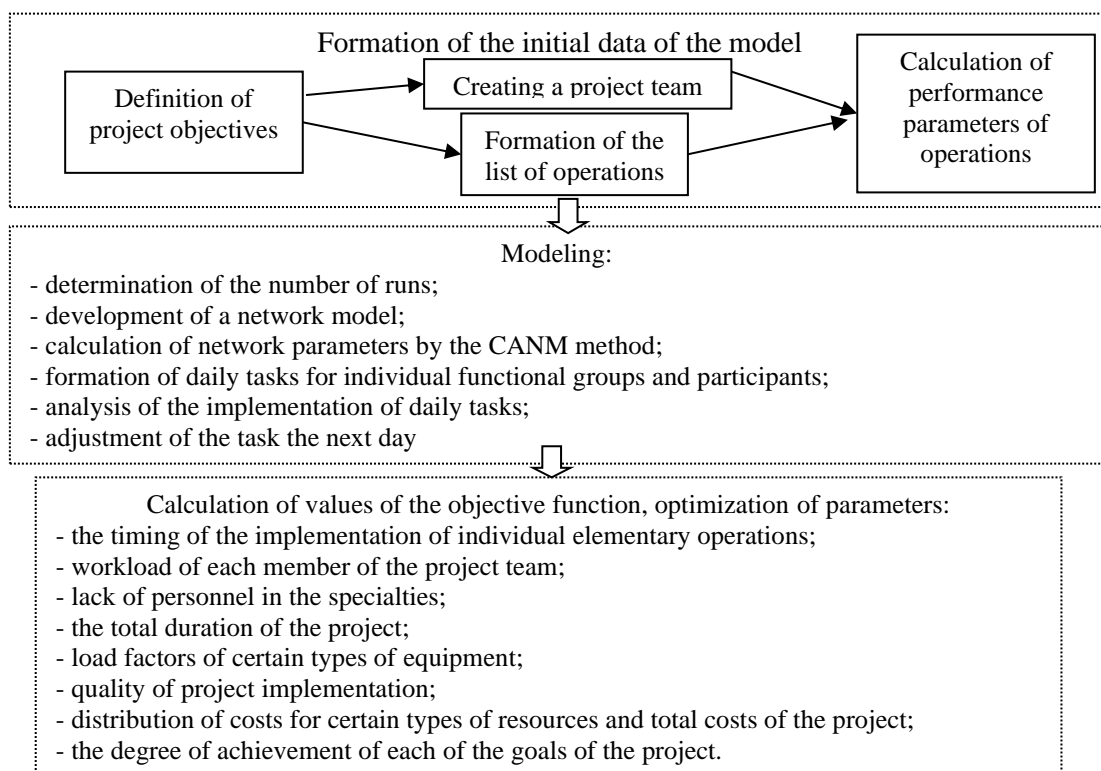 Formation of the initial data of the model
Definition of
project objectives
Creating a project team
Formation of the
list of operations
Calculation of
performance
parameters of
operations
Modeling:
- determination of the number of runs;
- development of a network model;
- calculation of network parameters by the CANM method;
- formation of daily tasks for individual functional groups and participants;
- analysis of the implementation of daily tasks;
- adjustment of the task the next day
Calculation of values of the objective function, optimization of parameters:
- the timing of the implementation of individual elementary operations;
- workload of each member of the project team;
- lack of personnel in the specialties;
- the total duration of the project;
- load factors of certain types of equipment;
- quality of project implementation;
- distribution of costs for certain types of resources and total costs of the project;
- the degree of achievement of each of the goals of the project.